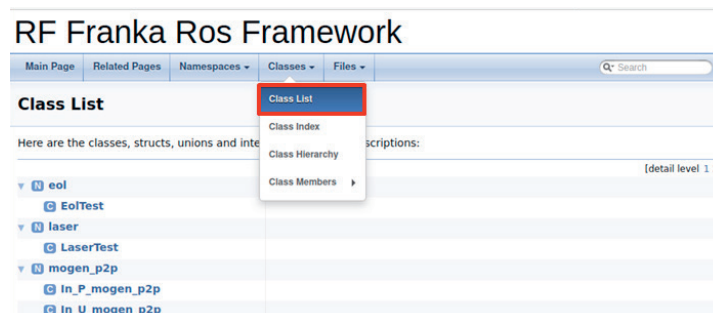 RF Franka Ros Framework
Main Page Related Pages Namespaces Classes Files Search
Class List
Class List
Class Index
Class Hierarchy
Class Members
Here are the classes, structs, unions and inte scriptions:
[detail level 1
N eol
C EolTest
N laser
C LaserTest
N mogen_p2p
C In_P_mogen_p2p
C In_U_mogen_p2p